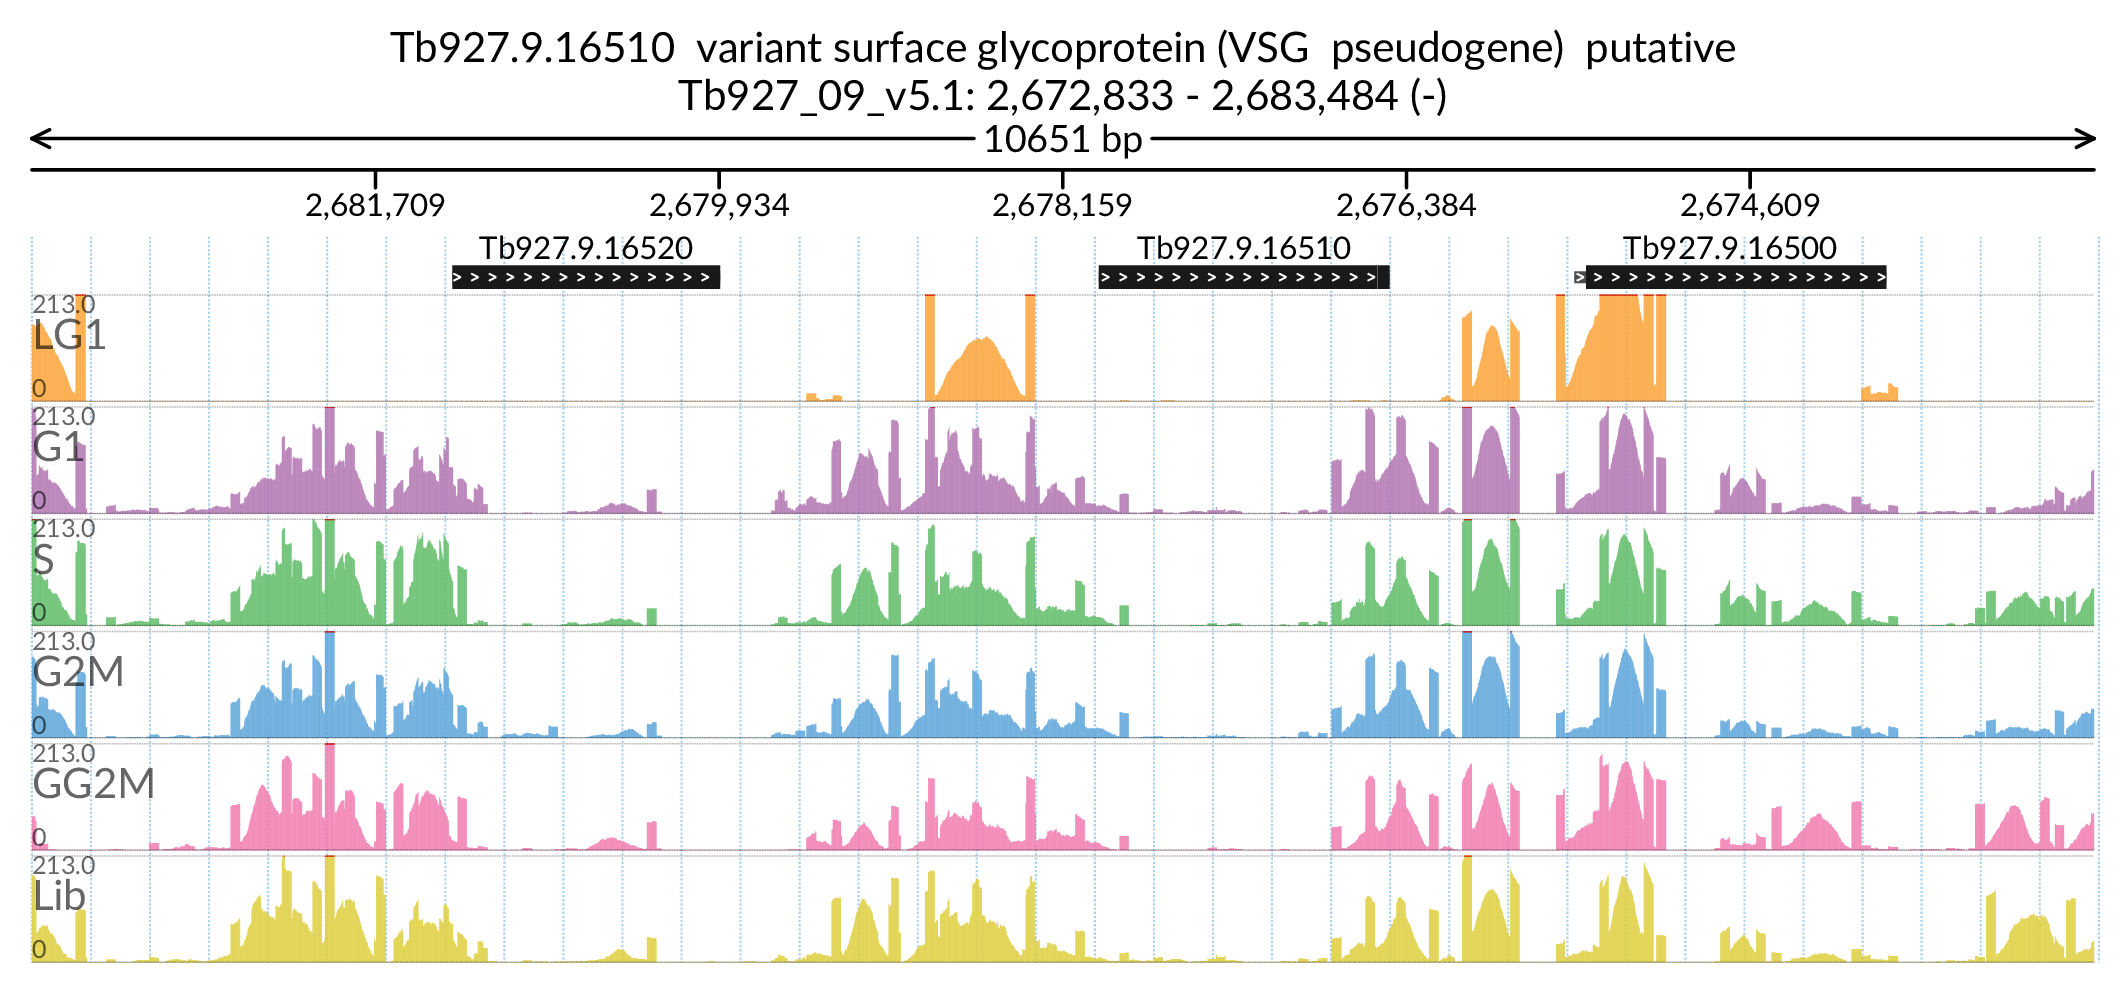 Tb927.9.16510 variant surface glycoprotein (VSG pseudogene) putative
Tb927_09_v5.1: 2,672,833 - 2,683,484 (-)
10651 bp
2,681,709 2,679,934 2,678,159 2,676,384 2,674,609
Tb927.9.16520 Tb927.9.16510 Tb927.9.16500
213.0
LG1
0
213.0
G1
0
213.0
S
0
213.0
G2M
0
213.0
GG2M
0
213.0
Lib
0